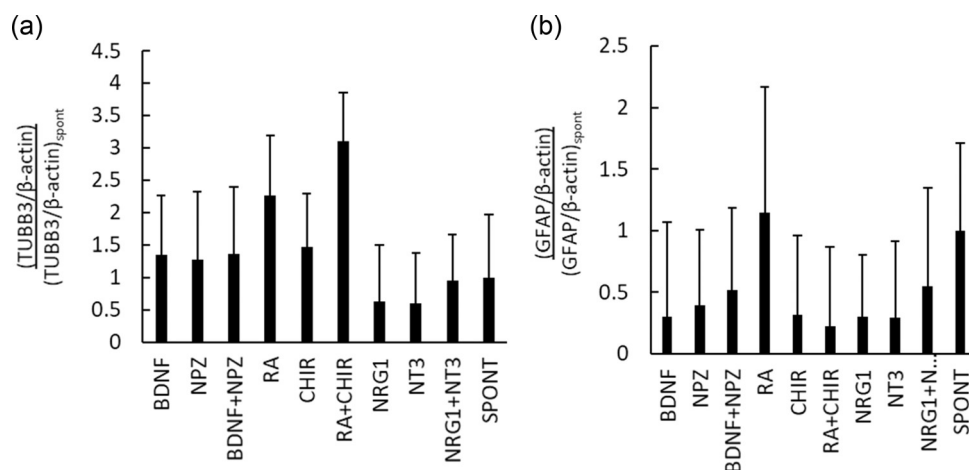 (a)
(TUBB3/β-actin)
(TUBB3/β-actin)spont
4.5
4
3.5
3
2.5
2
1.5
1
0.5
0
BDNF
NPZ
BDNF+NPZ
RA
CHIR
RA+CHIR
NRG1
NT3
NRG1+NT3
SPONT
(b)
(GFAP/β-actin)
(GFAP/β-actin)spont
2.5
2
1.5
1
0.5
0
BDNF
NPZ
BDNF+NPZ
RA
CHIR
RA+CHIR
NRG1
NT3
NRG1+N...
SPONT